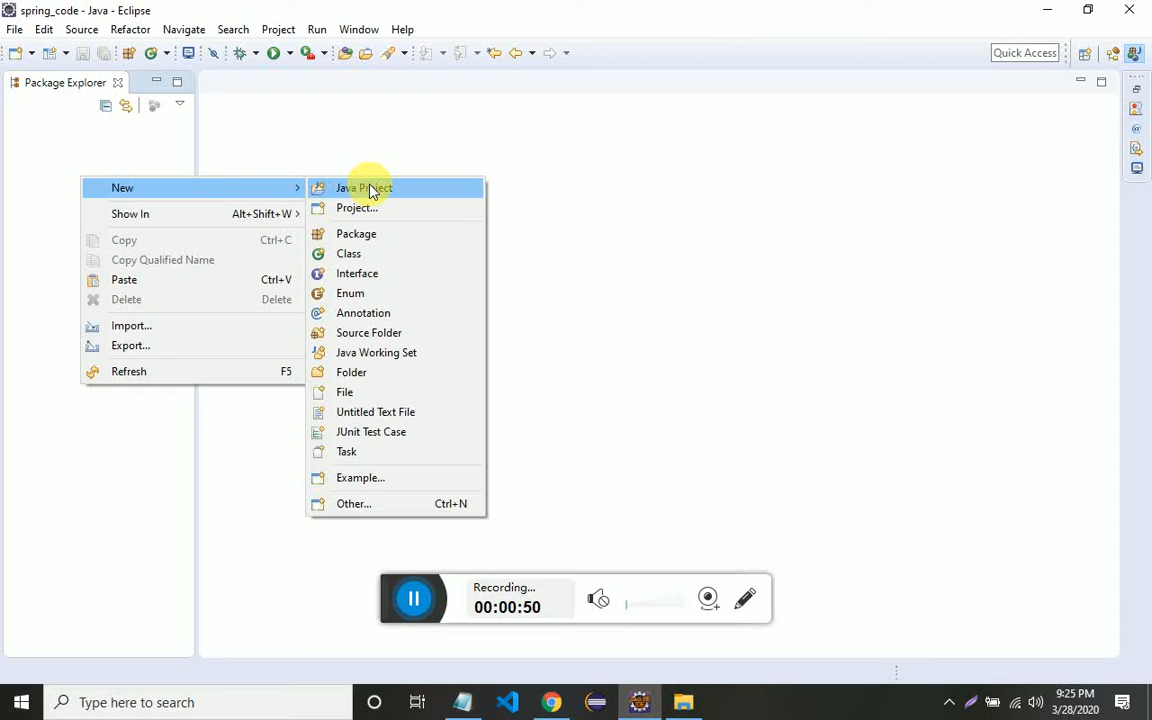 spring_code - Java - Eclipse
File Edit Source Refactor Navigate Search Project Run Window Help
Quick Access
Package Explorer
New
Show In Alt+Shift+W
Copy Ctrl+C
Copy Qualified Name
Paste Ctrl+V
Delete Delete
Import...
Export...
Refresh F5
Java Project
Project...
Package
Class
Interface
Enum
Annotation
Source Folder
Java Working Set
Folder
File
Untitled Text File
JUnit Test Case
Task
Example...
Other... Ctrl+N
Recording...
00:00:50
Type here to search
9:25 PM
3/28/2020